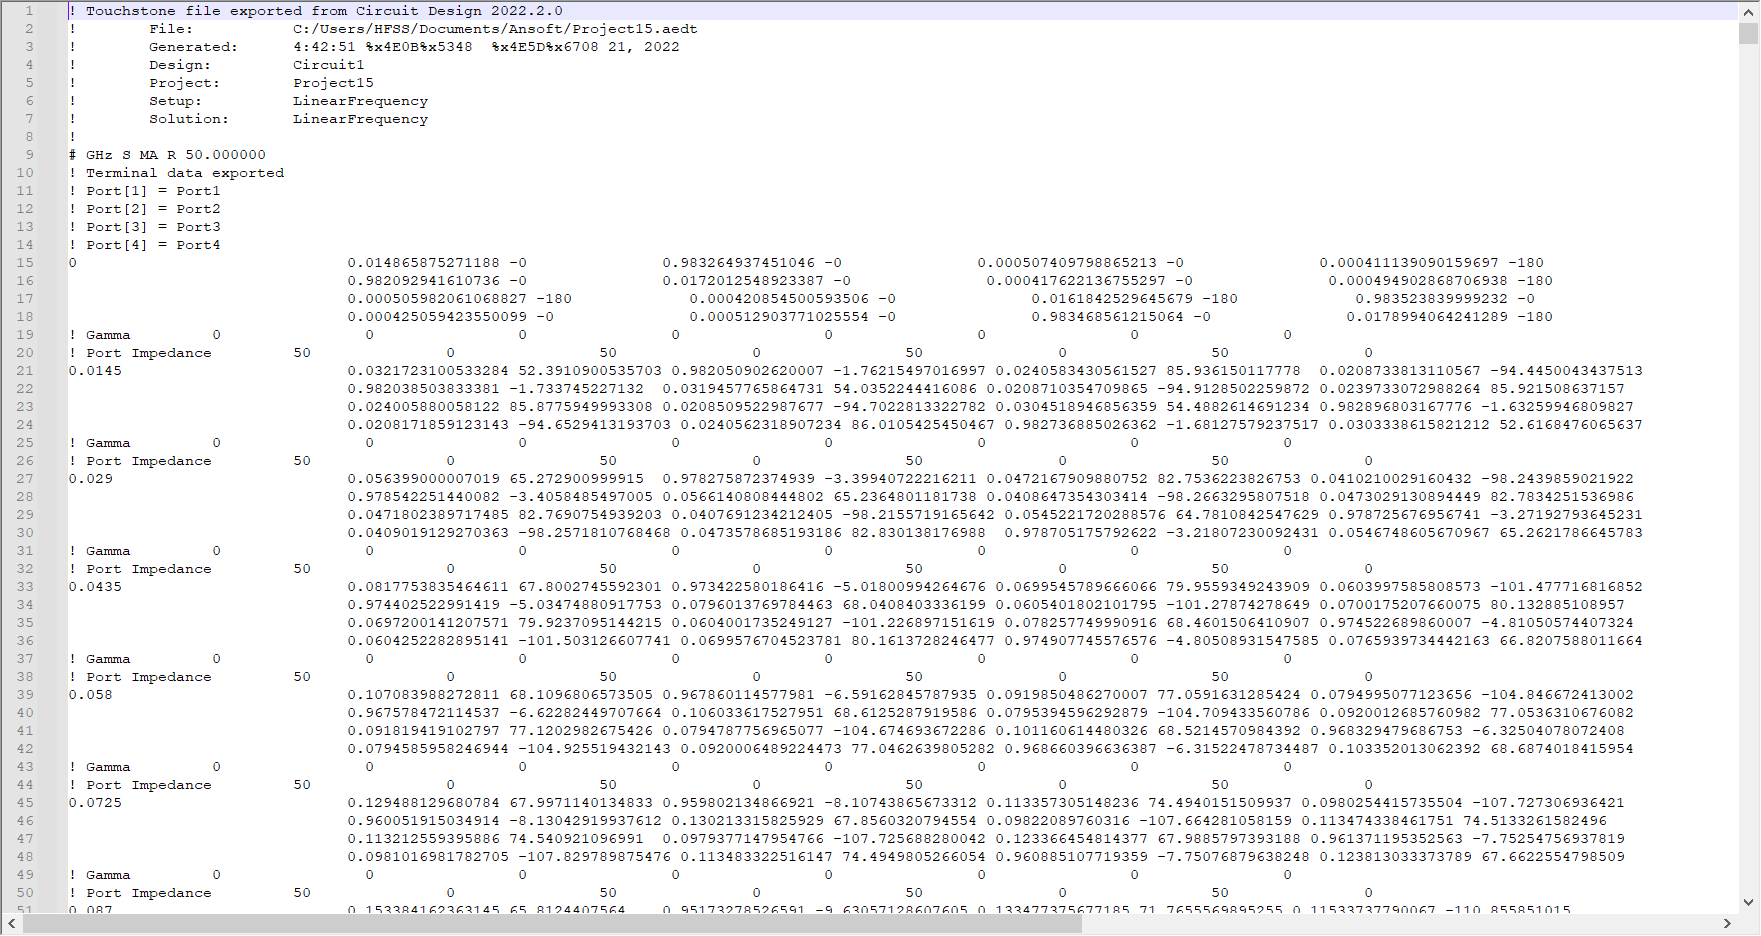 1 ! Touchstone file exported from Circuit Design 2022.2.0
2 ! File: C:/Users/HFSS/Documents/Ansoft/Project15.aedt
3 ! Generated: 4:42:51 %x4E0B%x5348 %x4E5D%x6708 21, 2022
4 ! Design: Circuit1
5 ! Project: Project15
6 ! Setup: LinearFrequency
7 ! Solution: LinearFrequency
8 !
9 # GHz S MA R 50.000000
10 ! Terminal data exported
11 ! Port[1] = Port1
12 ! Port[2] = Port2
13 ! Port[3] = Port3
14 ! Port[4] = Port4
15 0 0.014865875271188 -0 0.983264937451046 -0 0.000507409798865213 -0 0.000411139090159697 -180
16 0.982092941610736 -0 0.0172012548923387 -0 0.000417622136755297 -0 0.000494902868706938 -180
17 0.000505982061068827 -180 0.000420854500593506 -0 0.0161842529645679 -180 0.983523839999232 -0
18 0.000425059423550099 -0 0.000512903771025554 -0 0.983468561215064 -0 0.0178994064241289 -180
19 ! Gamma 0 0 0 0 0 0 0 0
20 ! Port Impedance 50 0 50 0 50 0 50 0
21 0.0145 0.0321723100533284 52.3910900535703 0.982050902620007 -1.76215497016997 0.0240583430561527 85.936150117778 0.0208733813110567 -94.4450043437513
22 0.982038503833381 -1.733745227132 0.0319457765864731 54.0352244416086 0.0208710354709865 -94.9128502259872 0.0239733072988264 85.921508637157
23 0.024005880058122 85.8775949993308 0.0208509522987677 -94.7022813322782 0.0304518946856359 54.4882614691234 0.982896803167776 -1.63259946809827
24 0.0208171859123143 -94.6529413193703 0.0240562318907234 86.0105425450467 0.982736885026362 -1.68127579237517 0.0303338615821212 52.6168476065637
25 ! Gamma 0 0 0 0 0 0 0 0
26 ! Port Impedance 50 0 50 0 50 0 50 0
27 0.029 0.056399000007019 65.272900999915 0.978275872374939 -3.39940722216211 0.0472167909880752 82.7536223826753 0.0410210029160432 -98.2439859021922
28 0.978542251440082 -3.4058485497005 0.0566140808444802 65.2364801181738 0.0408647354303414 -98.2663295807518 0.0473029130894449 82.7834251536986
29 0.0471802389717485 82.7690754939203 0.0407691234212405 -98.2155719165642 0.0545221720288576 64.7810842547629 0.978725676956741 -3.27192793645231
30 0.0409019129270363 -98.2571810768468 0.0473578685193186 82.830138176988 0.978705175792622 -3.21807230092431 0.0546748605670967 65.2621786645783
31 ! Gamma 0 0 0 0 0 0 0 0
32 ! Port Impedance 50 0 50 0 50 0 50 0
33 0.0435 0.0817753835464611 67.8002745592301 0.973422580186416 -5.01800994264676 0.0699545789666066 79.9559349243909 0.0603997585808573 -101.477716816852
34 0.974402522991419 -5.03474880917753 0.0796013769784463 68.0408403336199 0.0605401802101795 -101.27874278649 0.0700175207660075 80.132885108957
35 0.0697200141207571 79.9237095144215 0.0604001735249127 -101.226897151619 0.078257749990916 68.4601506410907 0.974522689860007 -4.81050574407324
36 0.0604252282895141 -101.503126607741 0.0699576704523781 80.1613728246477 0.974907745576576 -4.80508931547585 0.0765939734442163 66.8207588011664
37 ! Gamma 0 0 0 0 0 0 0 0
38 ! Port Impedance 50 0 50 0 50 0 50 0
39 0.058 0.107083988272811 68.1096806573505 0.967860114577981 -6.59162845787935 0.0919850486270007 77.0591631285424 0.0794995077123656 -104.846672413002
40 0.967578472114537 -6.62282449707664 0.106033617527951 68.6125287919586 0.0795394596292879 -104.709433560786 0.0920012685760982 77.0536310676082
41 0.091819419102797 77.1202982675426 0.0794787756965077 -104.674693672286 0.101160614480326 68.5214570984392 0.968329479686753 -6.32504078072408
42 0.0794585958246944 -104.925519432143 0.0920006489224473 77.0462639805282 0.968660396636387 -6.31522478734487 0.103352013062392 68.6874018415954
43 ! Gamma 0 0 0 0 0 0 0 0
44 ! Port Impedance 50 0 50 0 50 0 50 0
45 0.0725 0.129488129680784 67.9971140134833 0.959802134866921 -8.10743865673312 0.113357305148236 74.4940151509937 0.0980254415735504 -107.727306936421
46 0.960051915034914 -8.13042919937612 0.130213315825929 67.8560320794554 0.09822089760316 -107.664281058159 0.113474338461751 74.5133261582496
47 0.113212559395886 74.540921096991 0.0979377147954766 -107.725688280042 0.123366454814377 67.9885797393188 0.961371195352563 -7.75254756937819
48 0.0981016981782705 -107.829789875476 0.113483322516147 74.4949805266054 0.960885107719359 -7.75076879638248 0.123813033373789 67.6622554798509
49 ! Gamma 0 0 0 0 0 0 0 0
50 ! Port Impedance 50 0 50 0 50 0 50 0
51 0.087 0.153384162363145 65.8124407564 0.95173278526591 -9.63057128607605 0.133477375677185 71.7655569895255 0.11533737790067 -110.855851015